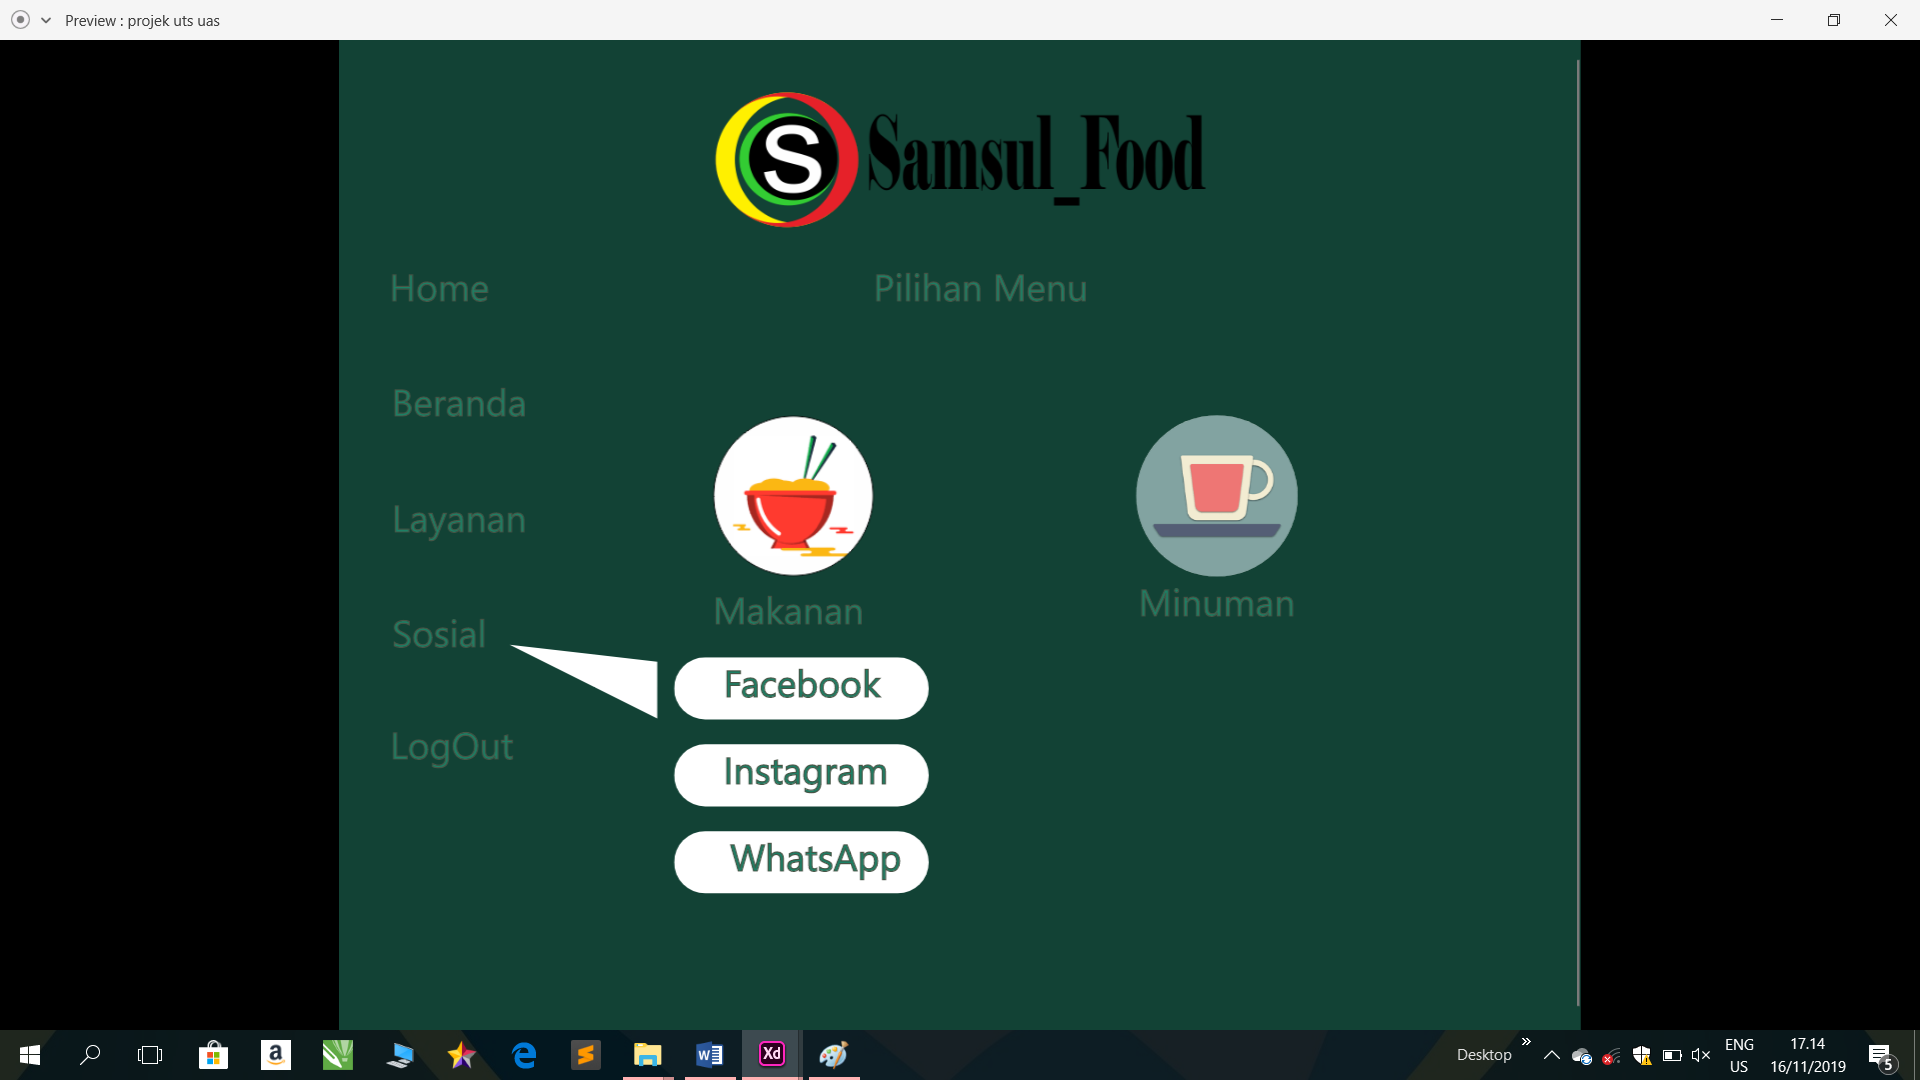 Preview : projek uts uas
S Samsul_Food
Home
Pilihan Menu
Beranda
Layanan
Makanan
Minuman
Sosial
Facebook
LogOut
Instagram
WhatsApp
a
W
Xd
Desktop
»
ENG
US
17.14
16/11/2019
5